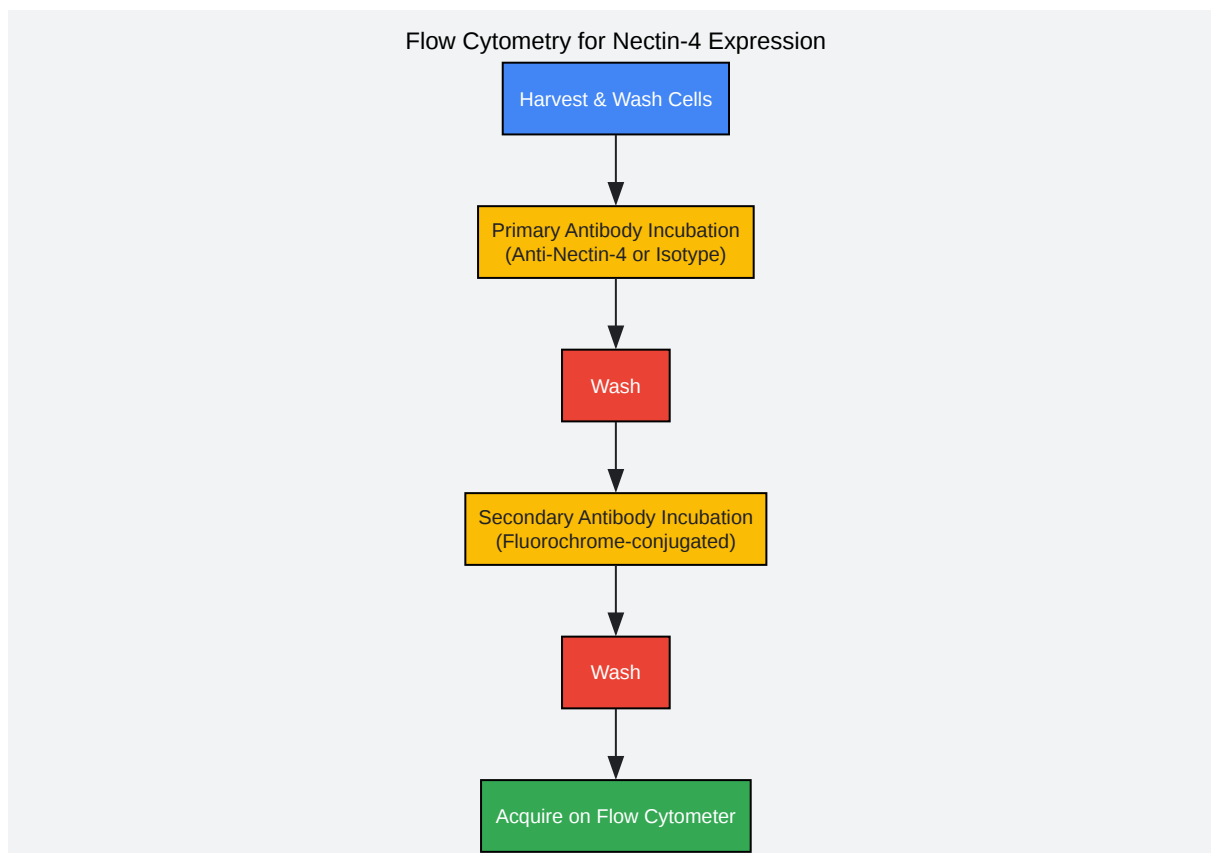 Flow Cytometry for Nectin-4 Expression
Harvest & Wash Cells
Primary Antibody Incubation
(Anti-Nectin-4 or Isotype)
Wash
Secondary Antibody Incubation
(Fluorochrome-conjugated)
Wash
Acquire on Flow Cytometer